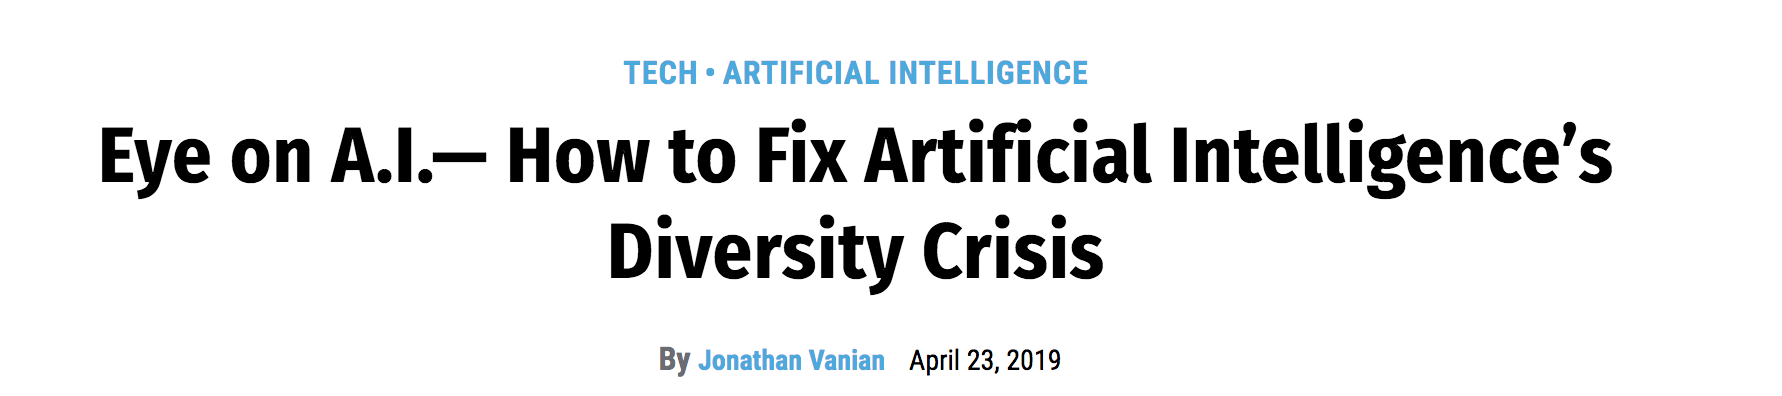 TECH • ARTIFICIAL INTELLIGENCE
Eye on A.I.— How to Fix Artificial Intelligence’s
Diversity Crisis
By Jonathan Vanian April 23, 2019